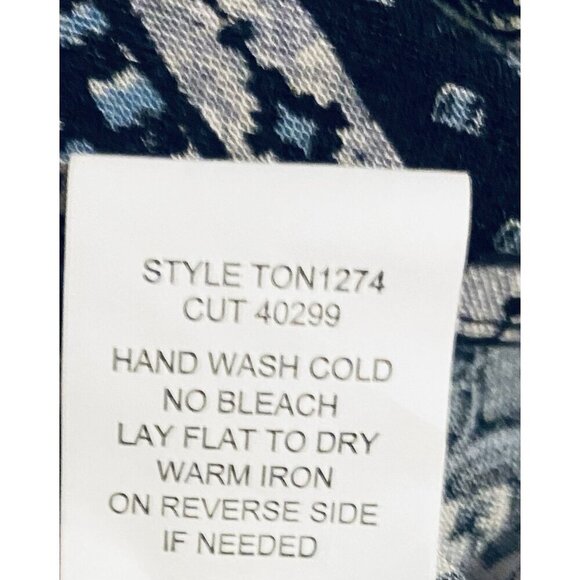 STYLE TON1274
CUT 40299
HAND WASH COLD
NO BLEACH
LAY FLAT TO DRY
WARM IRON
ON REVERSE SIDE
IF NEEDED